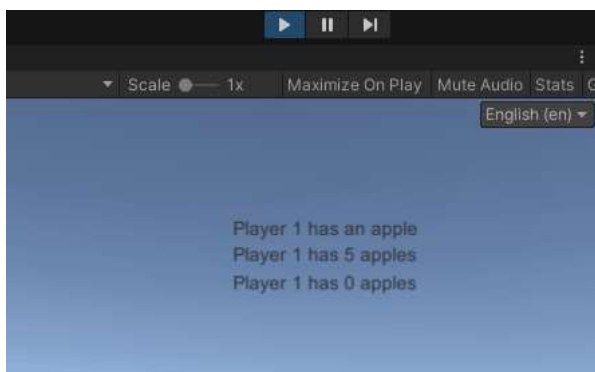 Scale 1x Maximize On Play Mute Audio Stats
English (en)
Player 1 has an apple
Player 1 has 5 apples
Player 1 has 0 apples